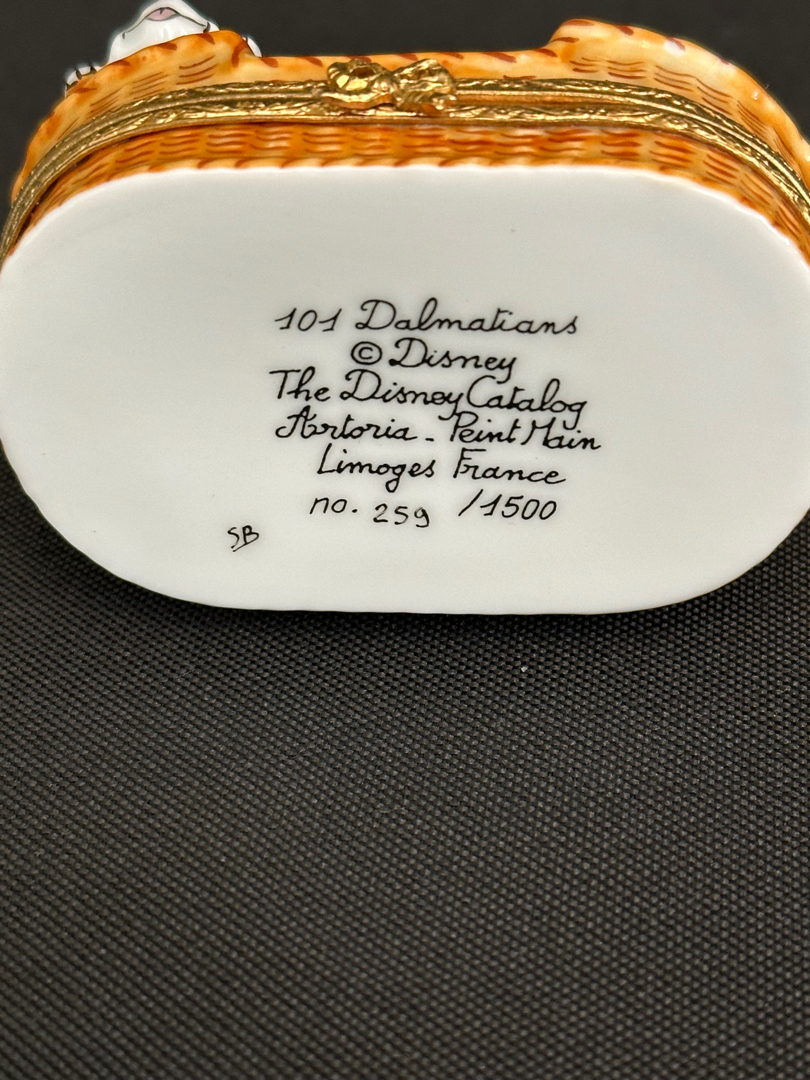 101 Dalmatians
© Disney
The Disney Catalog
Artoria - Peint Main
Limoges France
no. 259 /1500
SB